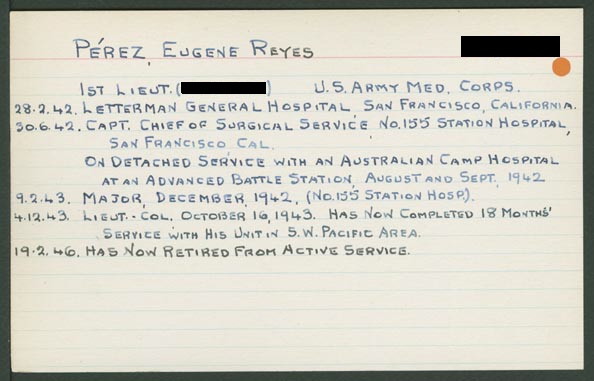 PÉREZ, EUGENE REYES
1ST LIEUT. ( ) U.S. ARMY MED. CORPS.
28.2.42. LETTERMAN GENERAL HOSPITAL, SAN FRANCISCO, CALIFORNIA.
30.6.42. CAPT. CHIEF OF SURGICAL SERVICE, NO.155 STATION HOSPITAL,
SAN FRANCISCO CAL.
ON DETACHED SERVICE WITH AN AUSTRALIAN CAMP HOSPITAL
AT AN ADVANCED BATTLE STATION, AUGUST AND SEPT. 1942
9.2.43. MAJOR, DECEMBER, 1942, (NO.155 STATION HOSP).
4.12.43. LIEUT.-COL. OCTOBER 16, 1943. HAS NOW COMPLETED 18 MONTHS'
SERVICE WITH HIS UNIT IN S.W. PACIFIC AREA.
19.2.46. HAS NOW RETIRED FROM ACTIVE SERVICE.